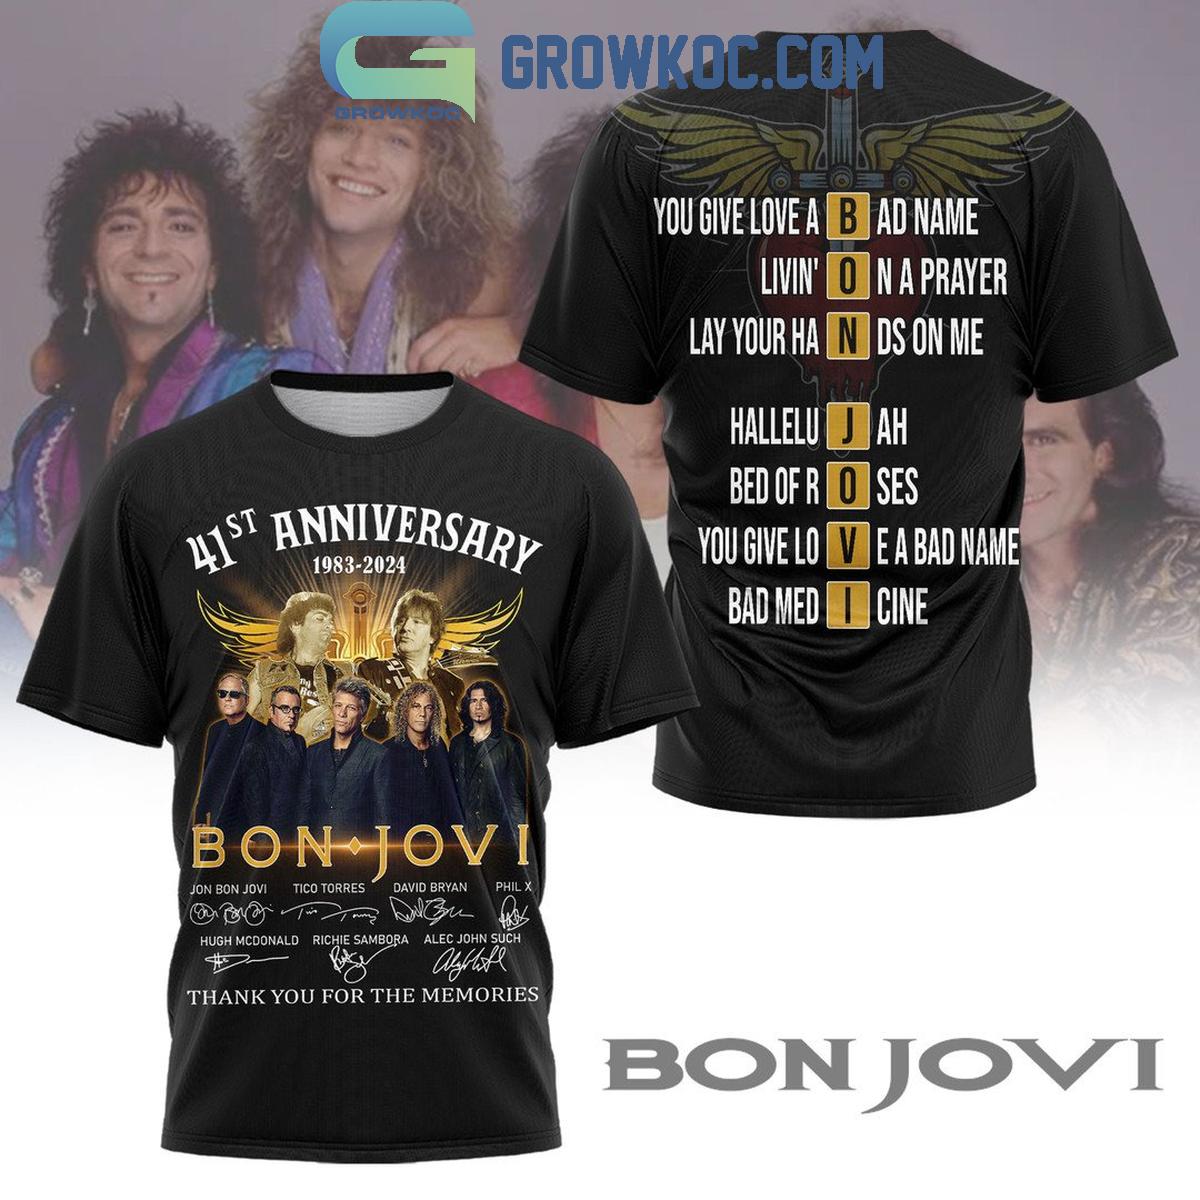 GROWKOC
GROWKOC.COM
YOU GIVE LOVE A BAD NAME
LIVIN' ON A PRAYER
LAY YOUR HANDS ON ME
HALLELUJAH
BED OF ROSES
YOU GIVE LOVE A BAD NAME
BAD MEDICINE
41ST ANNIVERSARY
1983-2024
BON JOVI
JON BON JOVI TICO TORRES DAVID BRYAN PHIL X
HUGH MCDONALD RICHIE SAMBORA ALEC JOHN SUCH
THANK YOU FOR THE MEMORIES
BON JOVI